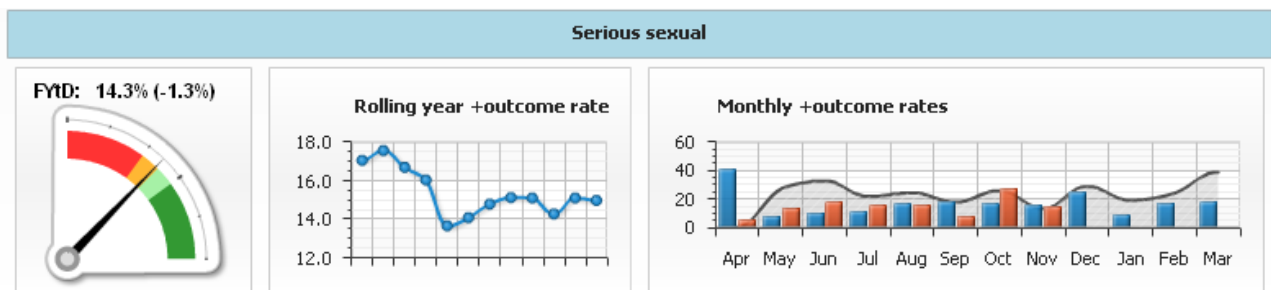 Serious sexual
FYtD: 14.3% (-1.3%)
Rolling year +outcome rate
18.0
16.0
14.0
12.0
Monthly +outcome rates
60
40
20
0
Apr May Jun Jul Aug Sep Oct Nov Dec Jan Feb Mar